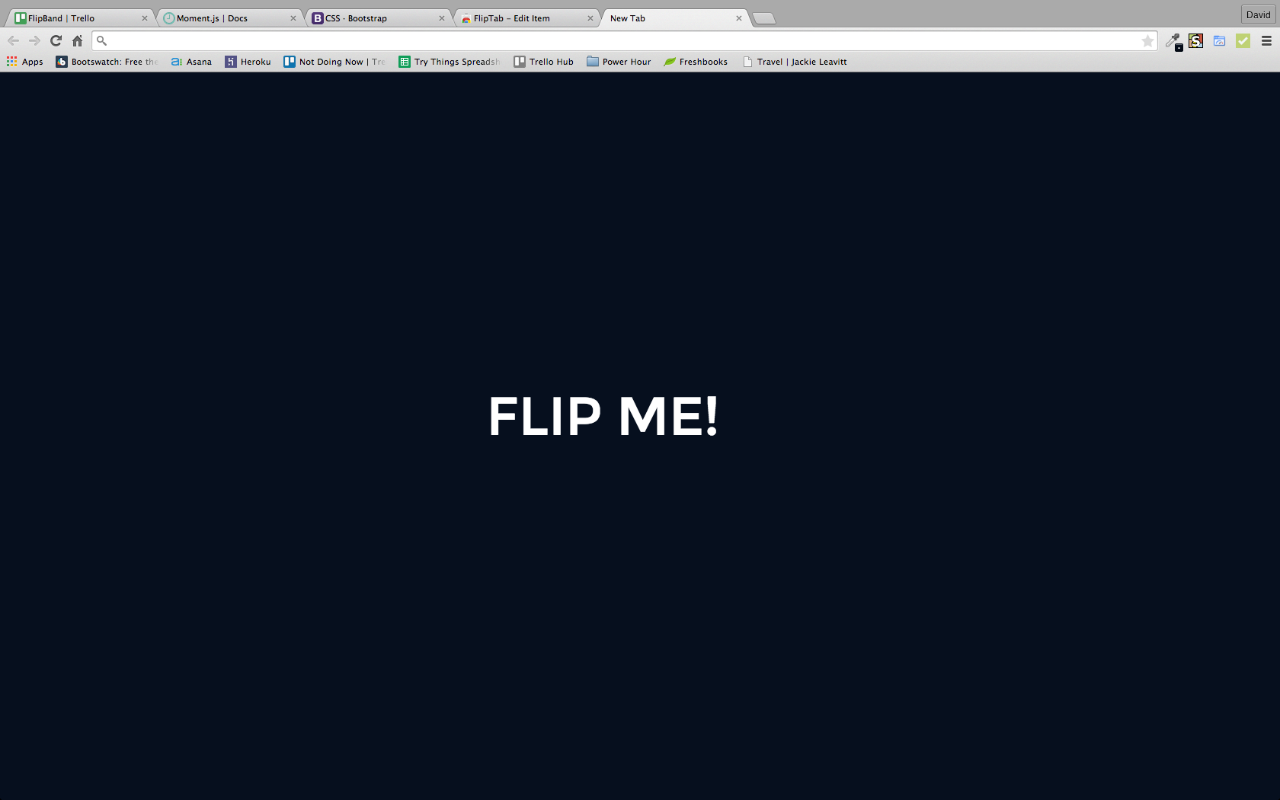 FlipBand | Trello
Moment.js | Docs
CSS · Bootstrap
FlipTab - Edit Item
New Tab
David
Apps
Bootswatch: Free the
Asana
Heroku
Not Doing Now | Tre
Try Things Spreadsh
Trello Hub
Power Hour
Freshbooks
Travel | Jackie Leavitt
FLIP ME!